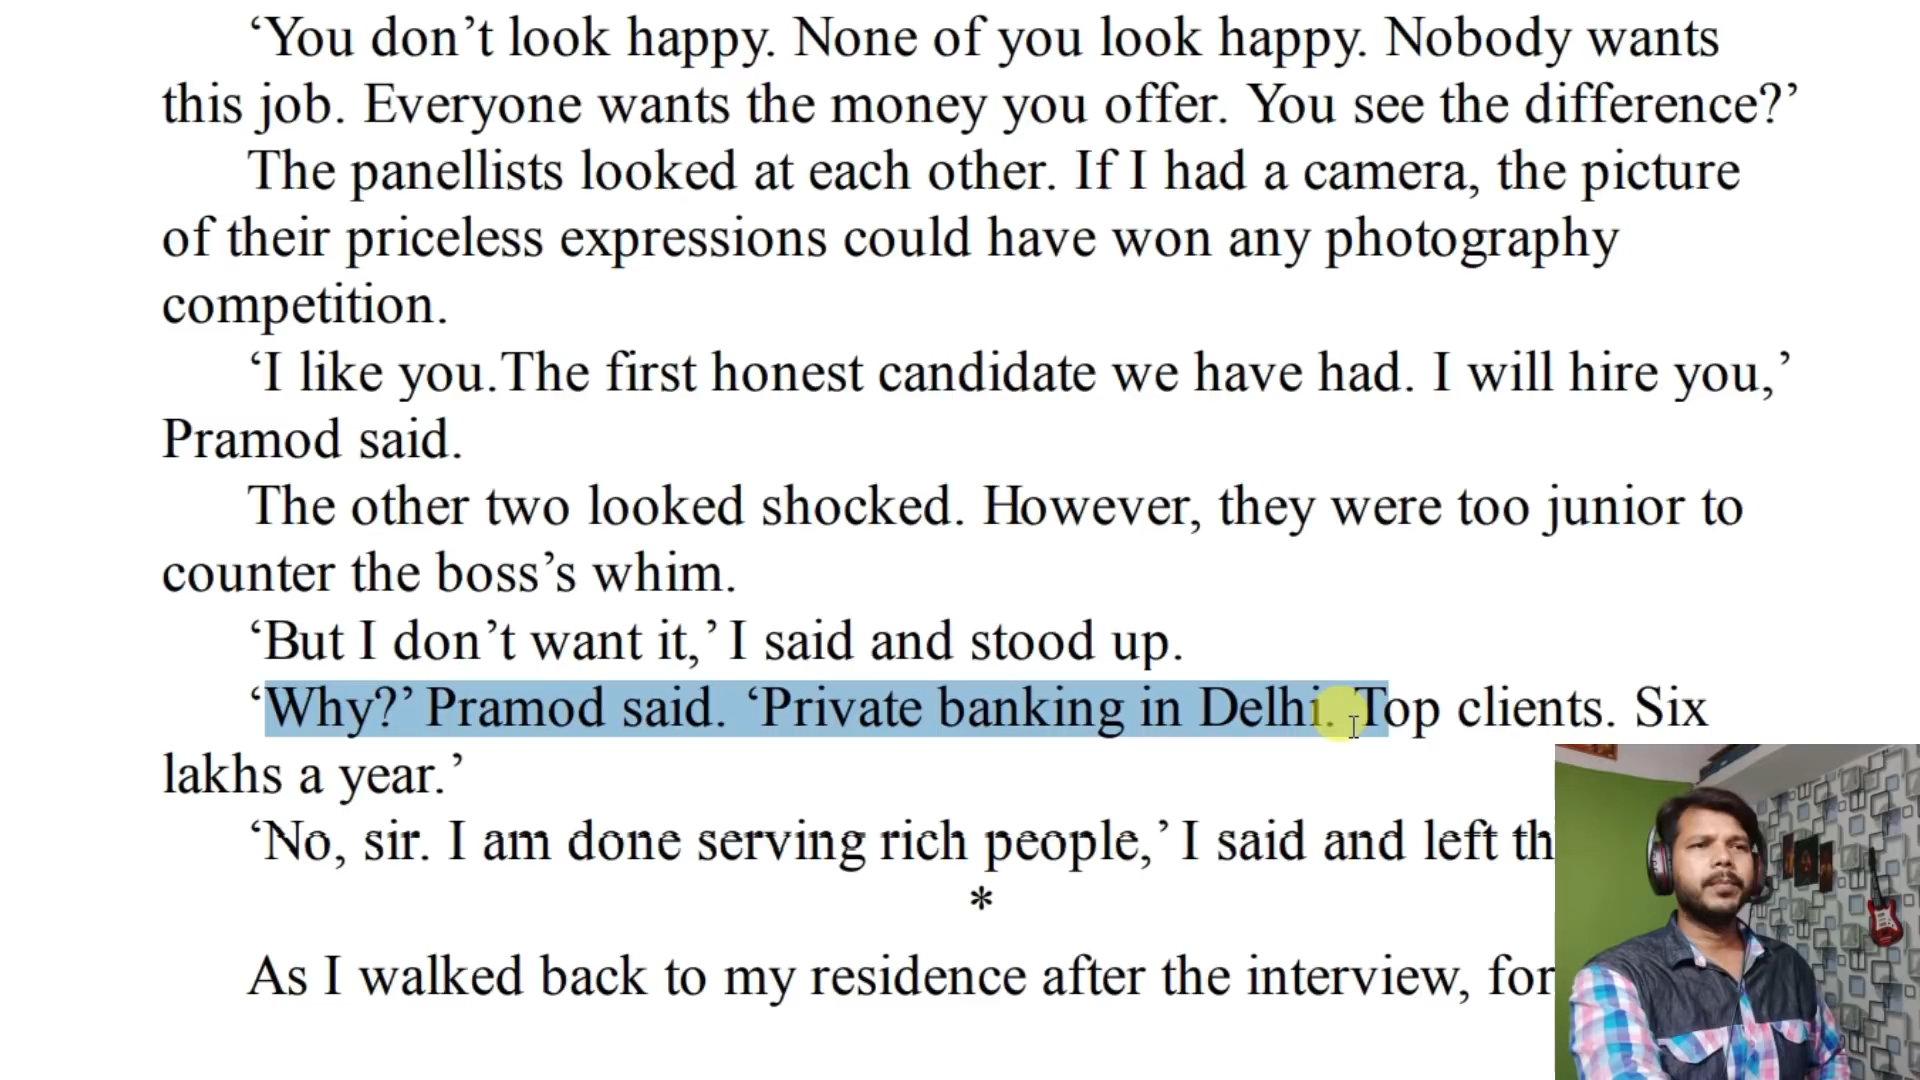 ‘You don’t look happy. None of you look happy. Nobody wants
this job. Everyone wants the money you offer. You see the difference?’
The panellists looked at each other. If I had a camera, the picture
of their priceless expressions could have won any photography
competition.
‘I like you.The first honest candidate we have had. I will hire you,’
Pramod said.
The other two looked shocked. However, they were too junior to
counter the boss’s whim.
‘But I don’t want it,’ I said and stood up.
‘Why?’ Pramod said. ‘Private banking in Delhi. Top clients. Six
lakhs a year.’
‘No, sir. I am done serving rich people,’ I said and left
*
As I walked back to my residence after the interview,